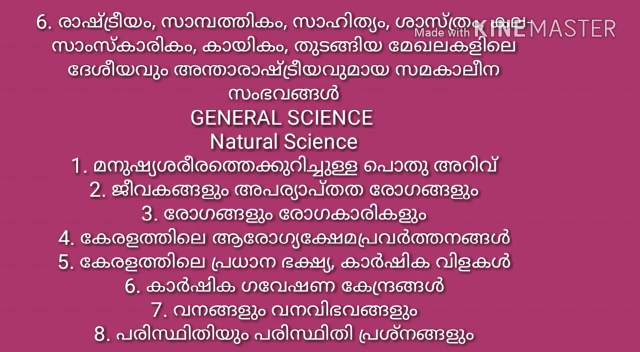 6. രാഷ്ട്രീയം, സാമ്പത്തികം, സാഹിത്യം, ശാസ്ത്രം, കല-
Made with KINEMASTER
സാംസ്കാരികം, കായികം, തുടങ്ങിയ മേഖലകളിലെ
ദേശീയവും അന്താരാഷ്ട്രീയവുമായ സമകാലീന
സംഭവങ്ങൾ
GENERAL SCIENCE
Natural Science
1. മനുഷ്യശരീരത്തെക്കുറിച്ചുള്ള പൊതു അറിവ്
2. ജീവകങ്ങളും അപര്യാപ്തത രോഗങ്ങളും
3. രോഗങ്ങളും രോഗകാരികളും
4. കേരളത്തിലെ ആരോഗ്യക്ഷേമപ്രവർത്തനങ്ങൾ
5. കേരളത്തിലെ പ്രധാന ഭക്ഷ്യ, കാർഷിക വിളകൾ
6. കാർഷിക ഗവേഷണ കേന്ദ്രങ്ങൾ
7. വനങ്ങളും വനവിഭവങ്ങളും
8. പരിസ്ഥിതിയും പരിസ്ഥിതി പ്രശ്നങ്ങളും